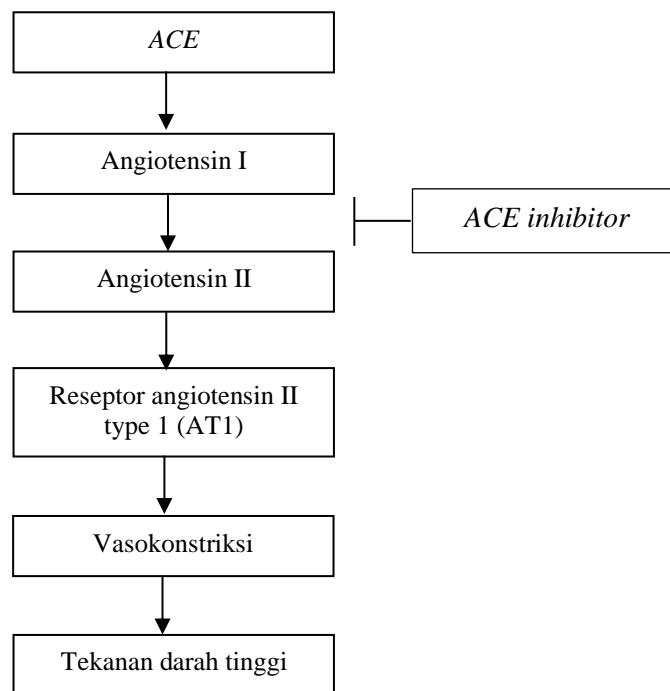 ACE
Angiotensin I
ACE inhibitor
Angiotensin II
Reseptor angiotensin II
type 1 (AT1)
Vasokonstriksi
Tekanan darah tinggi